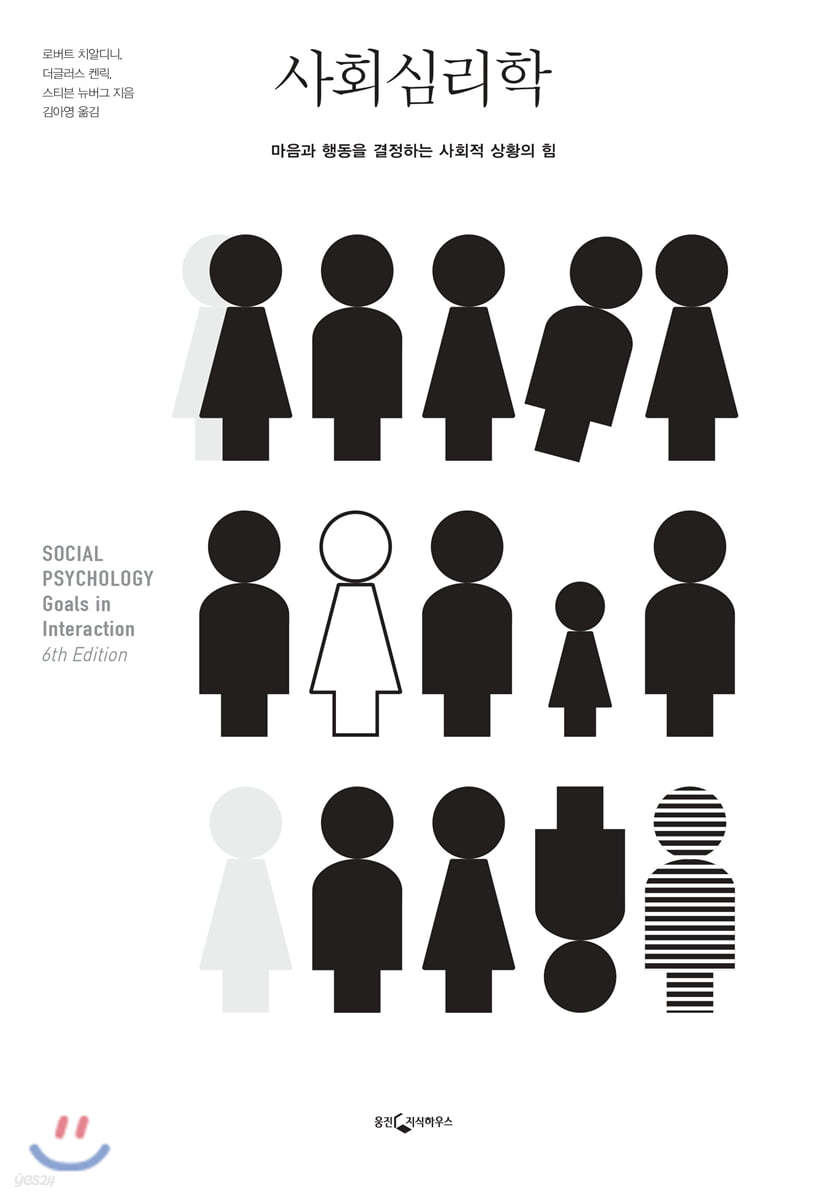 로버트 치알디니,
더글러스 켄릭,
스티븐 뉴버그 지음
김아영 옮김
사회심리학
마음과 행동을 결정하는 사회적 상황의 힘
SOCIAL
PSYCHOLOGY
Goals in
Interaction
6th Edition
웅진 지식하우스
yes24